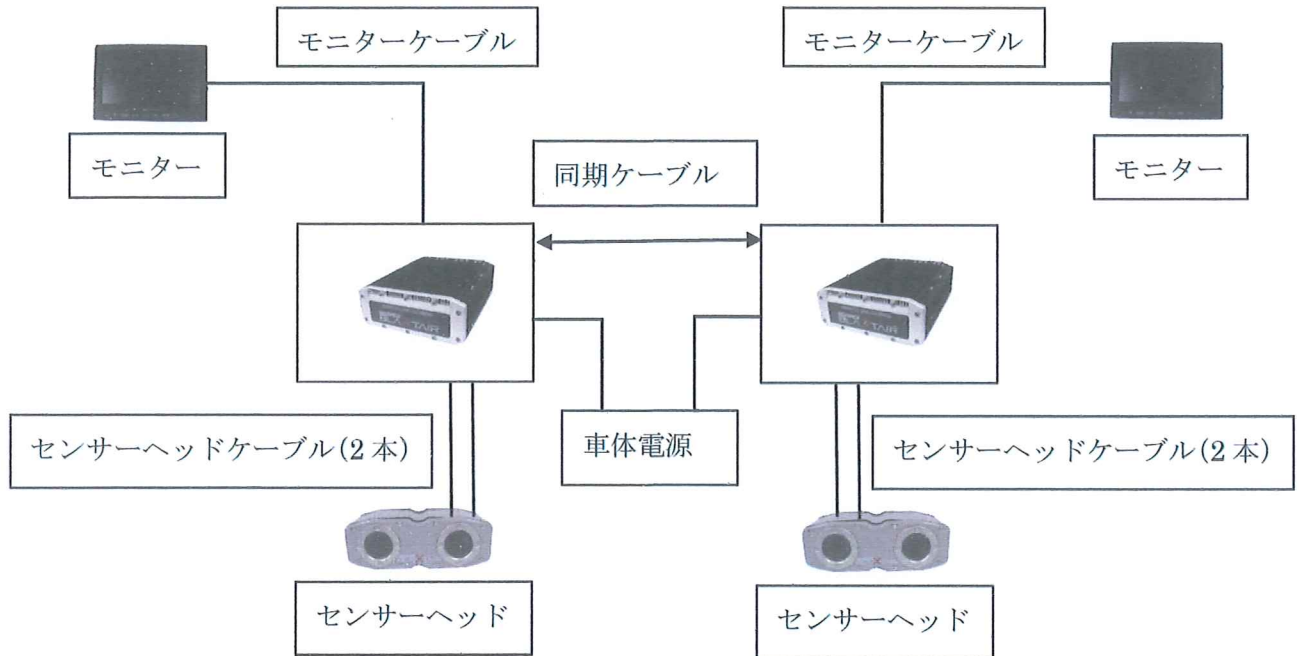 モニターケーブル
モニターケーブル
モニター
同期ケーブル
モニター
センサーヘッドケーブル(2本)
車体電源
センサーヘッドケーブル(2本)
センサーヘッド
センサーヘッド